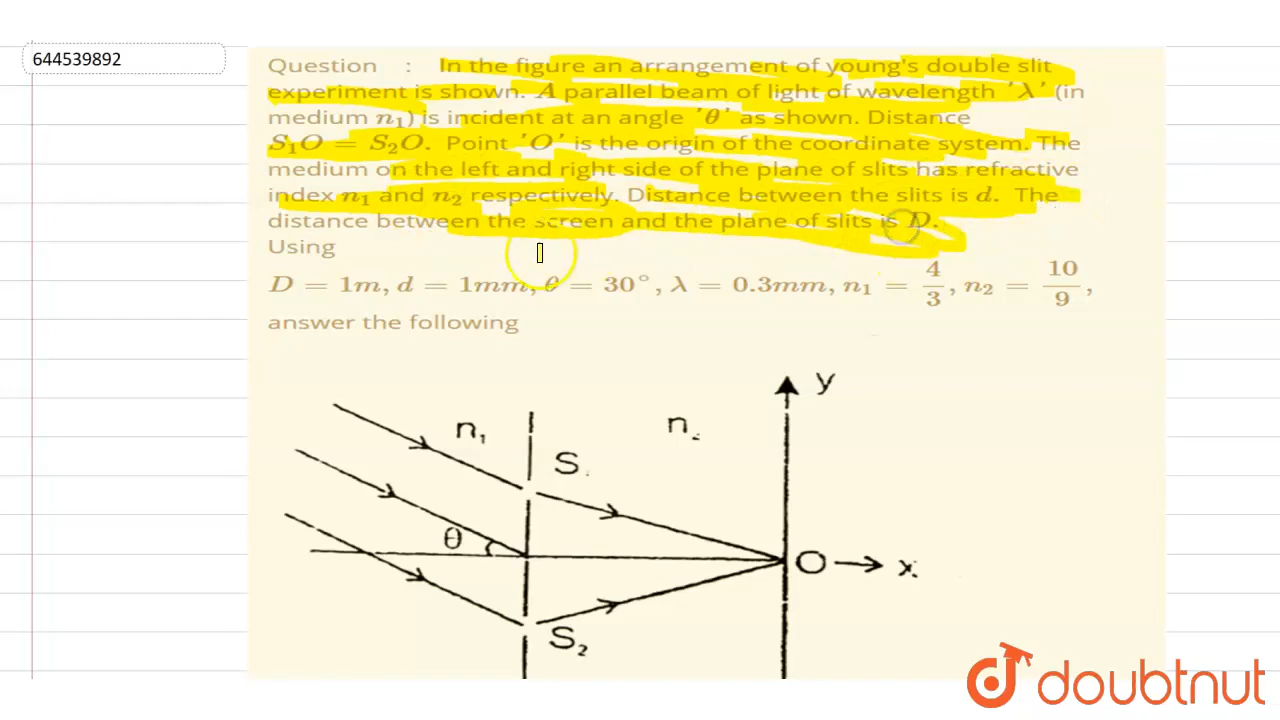 644539892
Question : In the figure an arrangement of young's double slit
experiment is shown. A parallel beam of light of wavelength 'λ' (in
medium n₁) is incident at an angle 'θ' as shown. Distance
S₁O = S₂O. Point 'O' is the origin of the coordinate system. The
medium on the left and right side of the plane of slits has refractive
index n₁ and n₂ respectively. Distance between the slits is d. The
distance between the screen and the plane of slits is D.
Using
D = 1m, d = 1mm, θ = 30°, λ = 0.3mm, n₁ = 4/3, n₂ = 10/9,
answer the following
y
n₁
n
S
θ
O
x
S₂
doubtnut